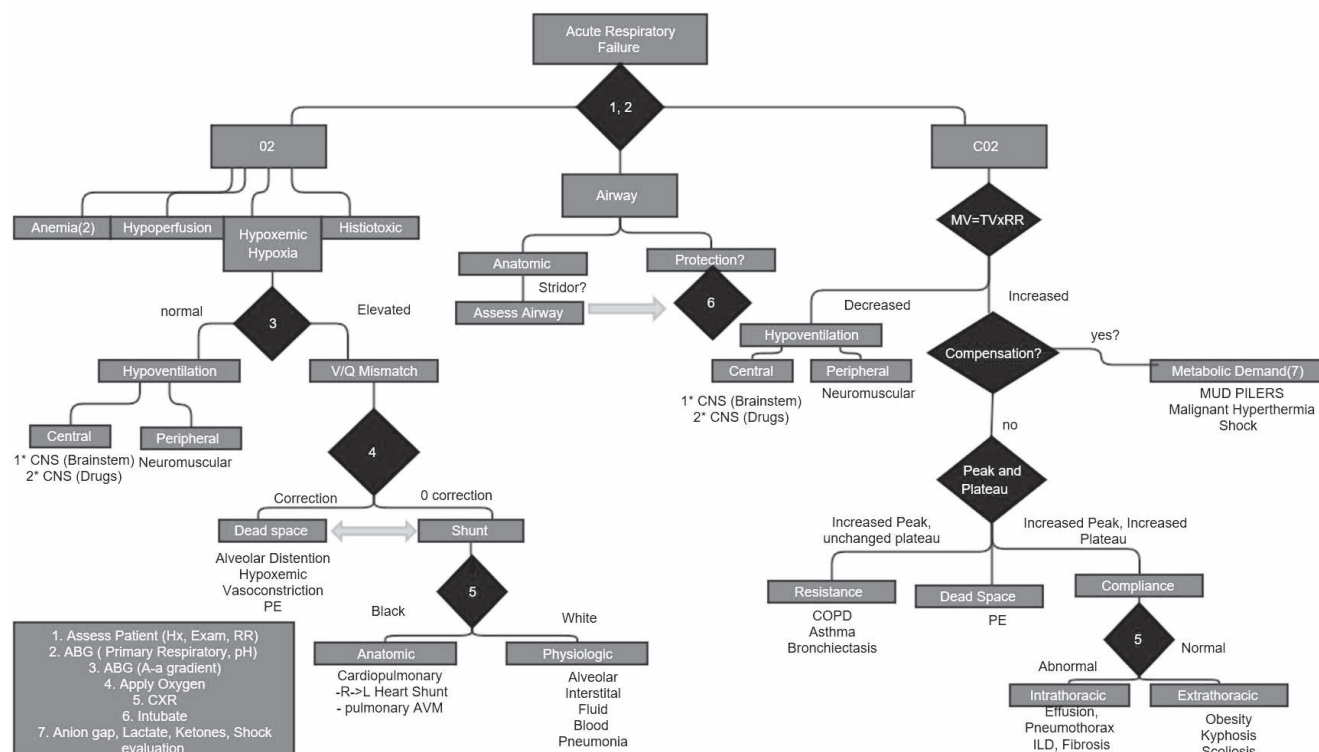 Acute Respiratory
Failure
1, 2
02
Airway
C02
Anemia(2)
Hypoperfusion
Hypoxemic
Hypoxia
Histiotoxic
Anatomic
Stridor?
Assess Airway
Protection?
6
MV=TVxRR
Decreased
Increased
Hypoventilation
Central
1* CNS (Brainstem)
2* CNS (Drugs)
Peripheral
Neuromuscular
Compensation?
yes?
Metabolic Demand(7)
MUD PILERS
Malignant Hyperthermia
Shock
no
Peak and
Plateau
Increased Peak,
unchanged plateau
Increased Peak, Increased
Plateau
Resistance
COPD
Asthma
Bronchiectasis
Dead Space
PE
Compliance
5
Abnormal
Normal
Intrathoracic
Effusion,
Pneumothorax
ILD, Fibrosis
Extrathoracic
Obesity
Kyphosis
Scoliosis
normal
3
Elevated
Hypoventilation
V/Q Mismatch
Central
1* CNS (Brainstem)
2* CNS (Drugs)
Peripheral
Neuromuscular
4
Correction
0 correction
Dead space
Alveolar Distention
Hypoxemic
Vasoconstriction
PE
Shunt
5
Black
White
Anatomic
Cardiopulmonary
-R->L Heart Shunt
- pulmonary AVM
Physiologic
Alveolar
Interstital
Fluid
Blood
Pneumonia
1. Assess Patient (Hx, Exam, RR)
2. ABG ( Primary Respiratory, pH)
3. ABG (A-a gradient)
4. Apply Oxygen
5. CXR
6. Intubate
7. Anion gap, Lactate, Ketones, Shock
evaluation